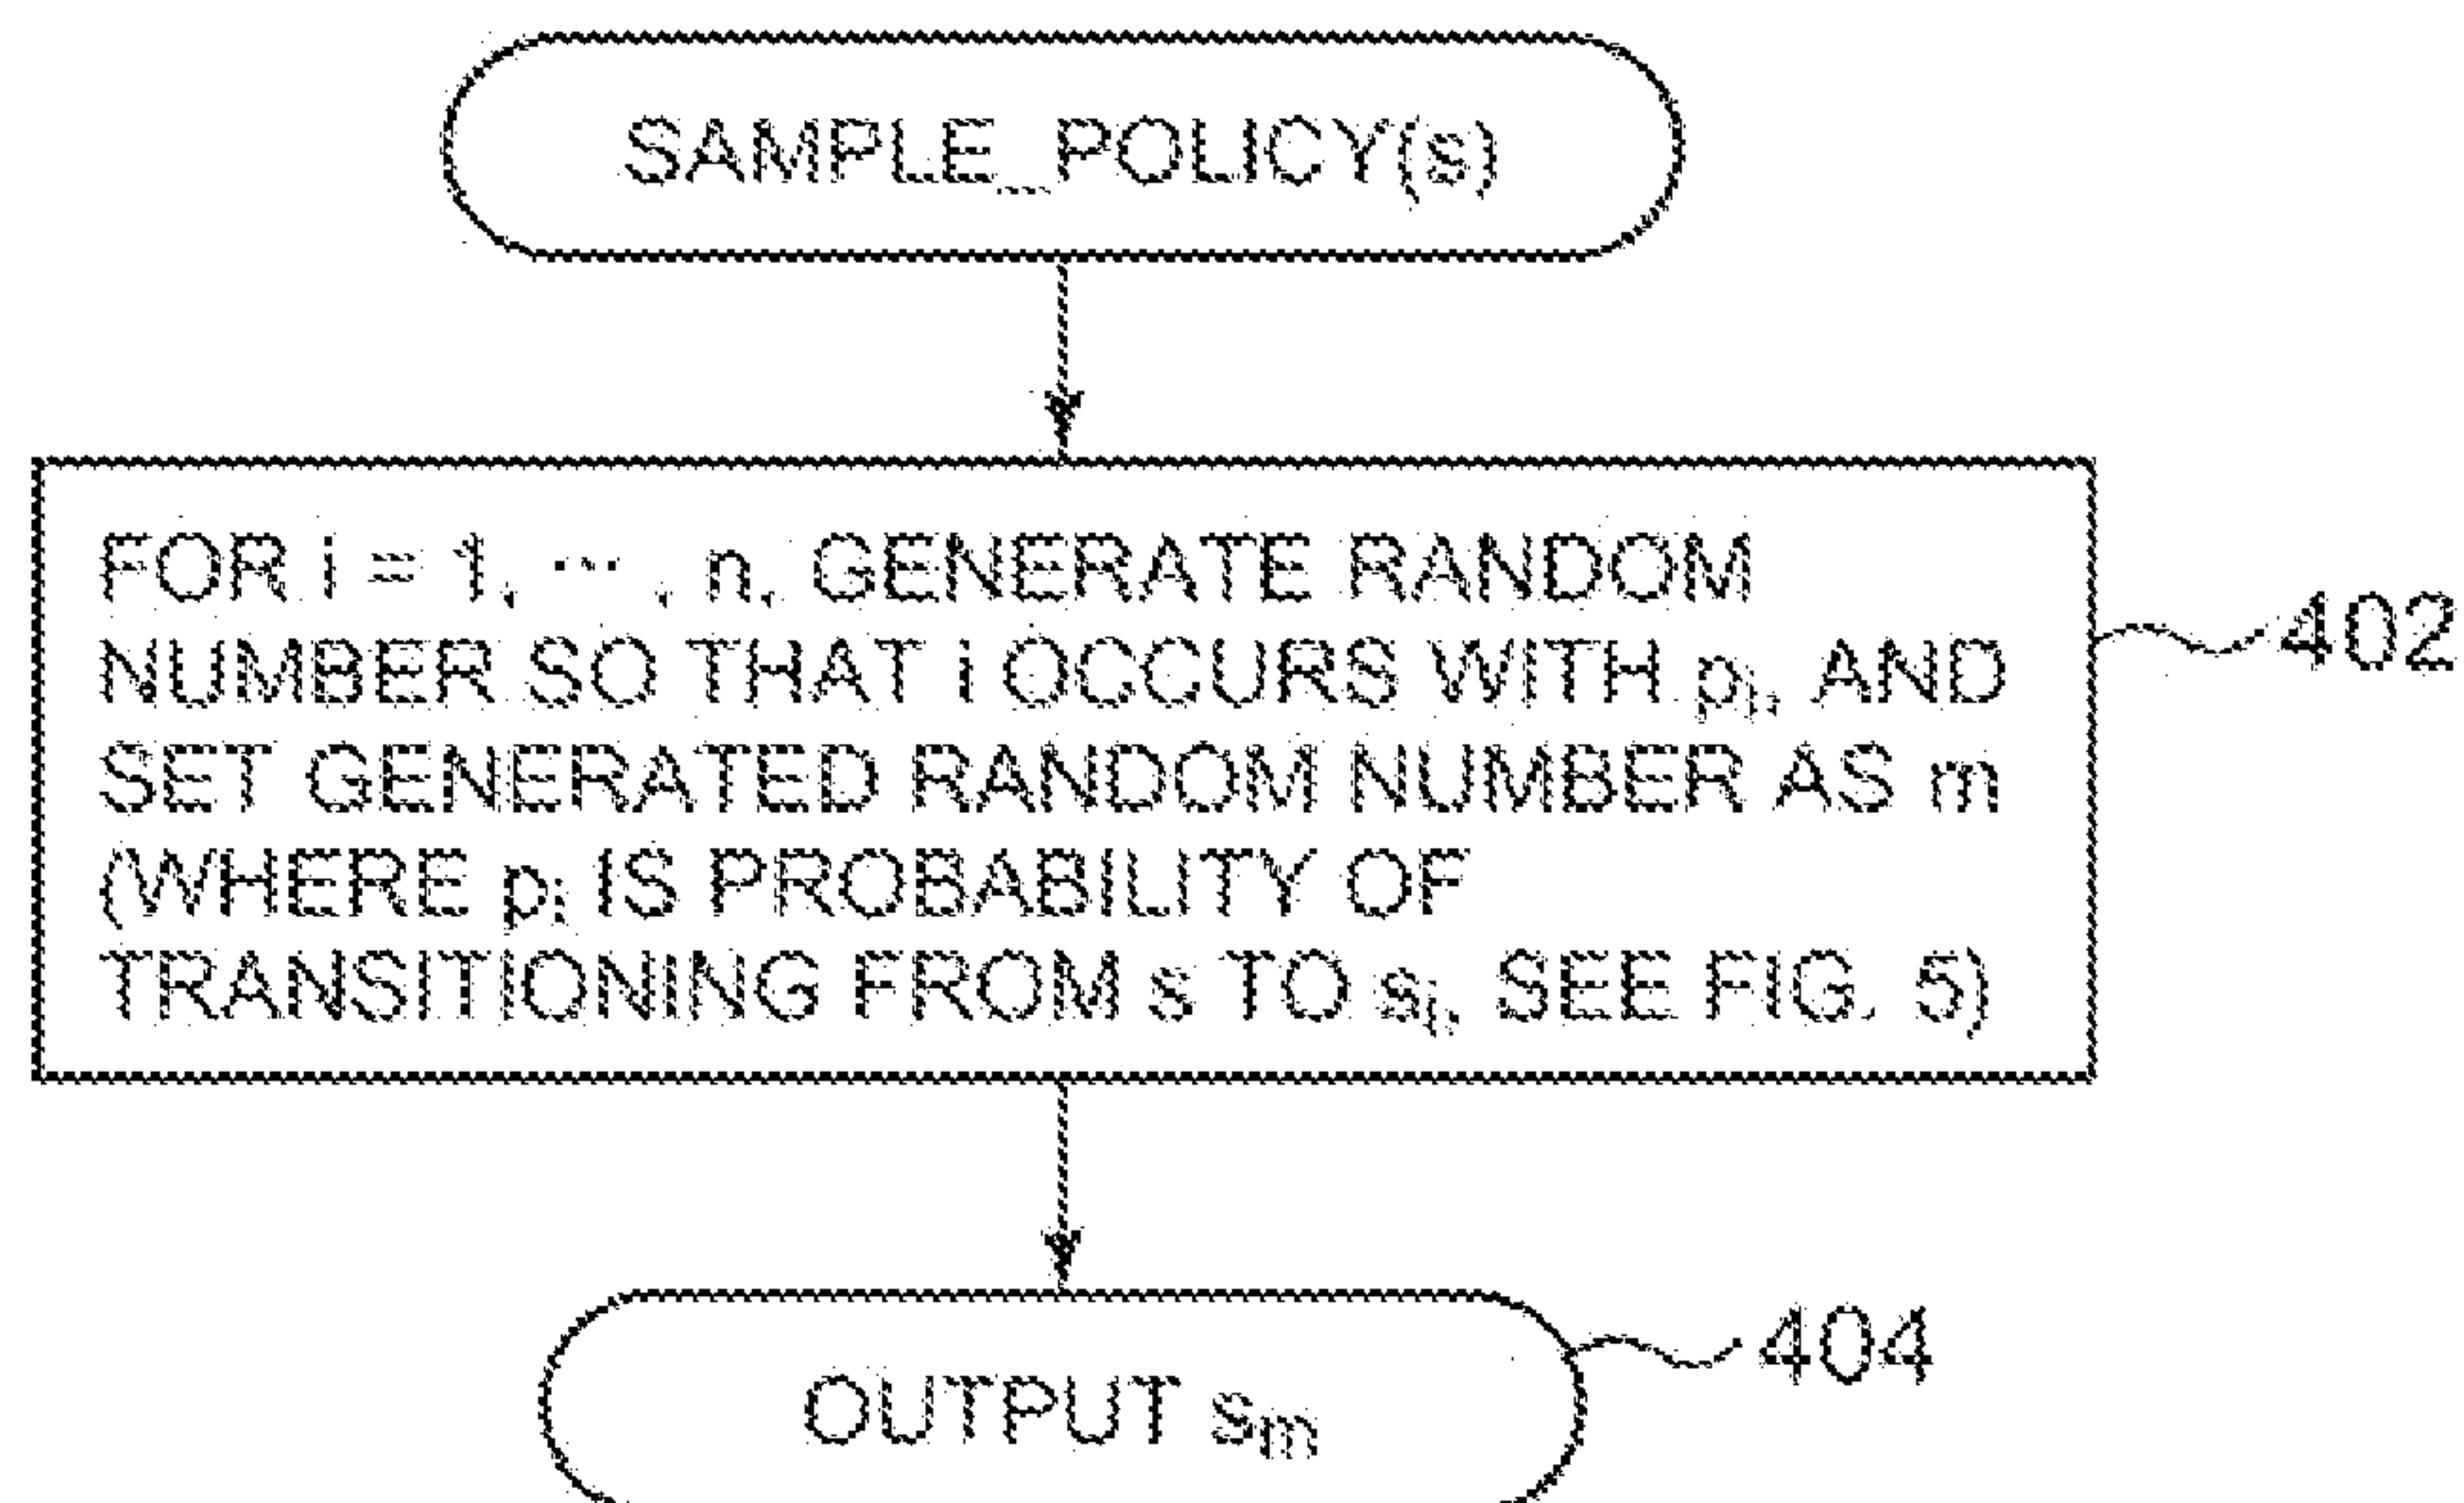 SAMPLE_POLICY(s)
FOR i = 1, ··· , n, GENERATE RANDOM
NUMBER SO THAT i OCCURS WITH pᵢ, AND
SET GENERATED RANDOM NUMBER AS m
(WHERE pᵢ IS PROBABILITY OF
TRANSITIONING FROM s TO sᵢ, SEE FIG. 5)
402
OUTPUT sₘ
404